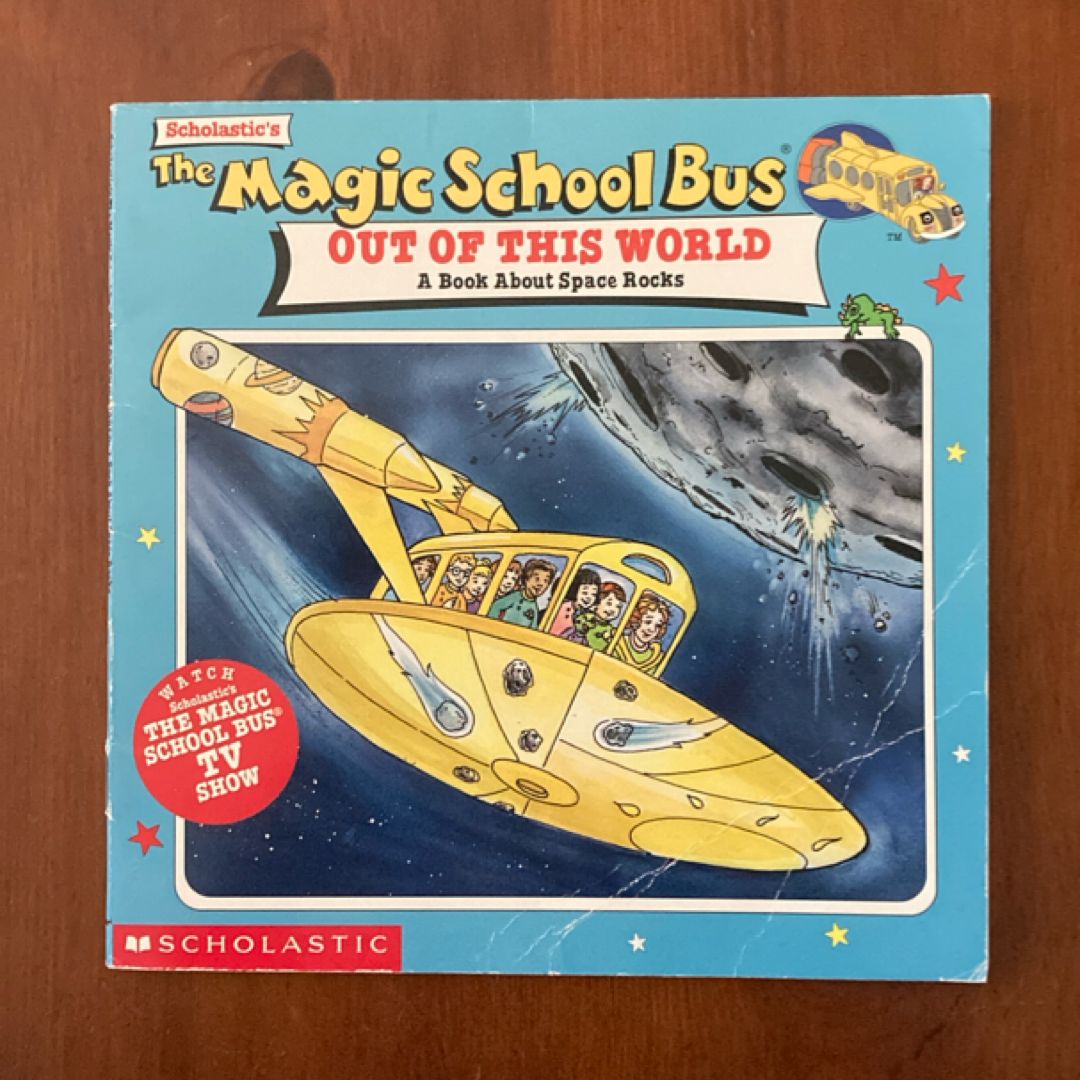 Scholastic's
The Magic School Bus®
™
OUT OF THIS WORLD
A Book About Space Rocks
WATCH
Scholastic's
THE MAGIC
SCHOOL BUS®
TV
SHOW
SCHOLASTIC